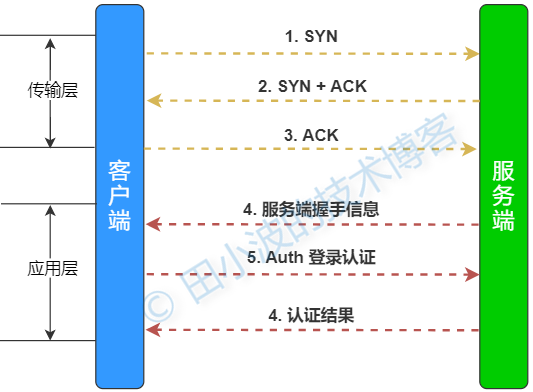 1. SYN
传输层
2. SYN + ACK
3. ACK
客户端
服务端
4. 服务端握手信息
应用层
5. Auth 登录认证
4. 认证结果
© 田小波的技术博客